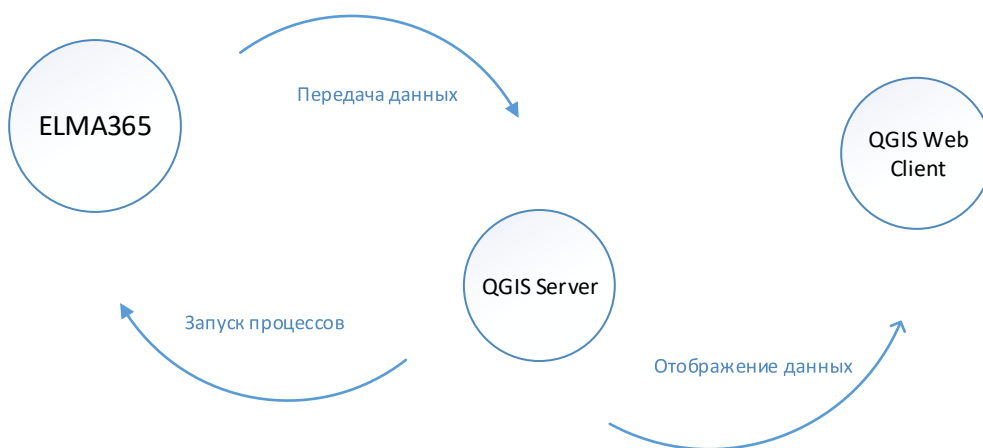 ELMA365
Передача данных
QGIS Web
Client
QGIS Server
Запуск процессов
Отображение данных